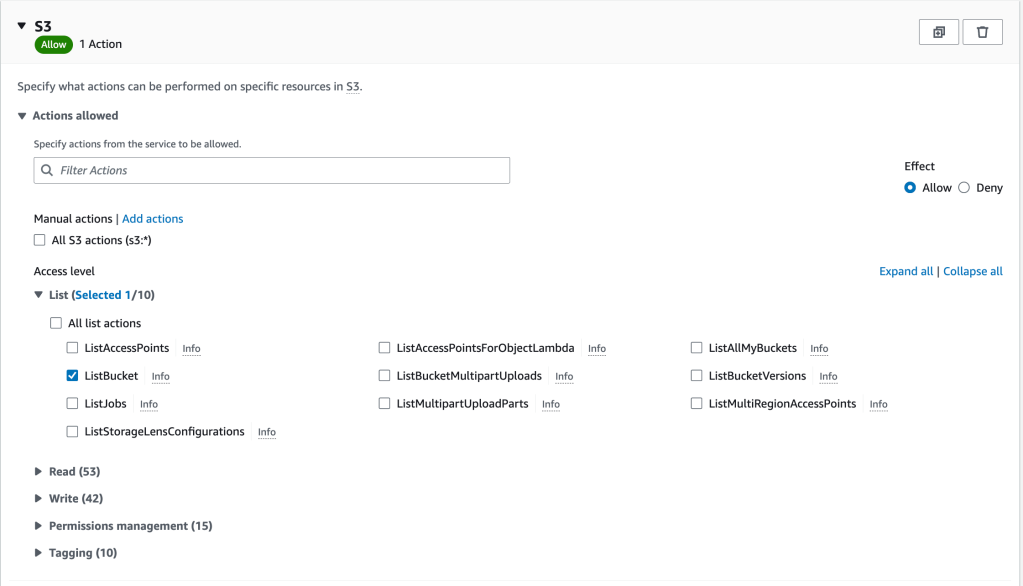 S3
Allow 1 Action
Specify what actions can be performed on specific resources in S3.
Actions allowed
Specify actions from the service to be allowed.
Filter Actions
Effect
Allow Deny
Manual actions | Add actions
All S3 actions (s3:*)
Access level Expand all | Collapse all
List (Selected 1/10)
All list actions
ListAccessPoints Info ListAccessPointsForObjectLambda Info ListAllMyBuckets Info
ListBucket Info ListBucketMultipartUploads Info ListBucketVersions Info
ListJobs Info ListMultipartUploadParts Info ListMultiRegionAccessPoints Info
ListStorageLensConfigurations Info
Read (53)
Write (42)
Permissions management (15)
Tagging (10)